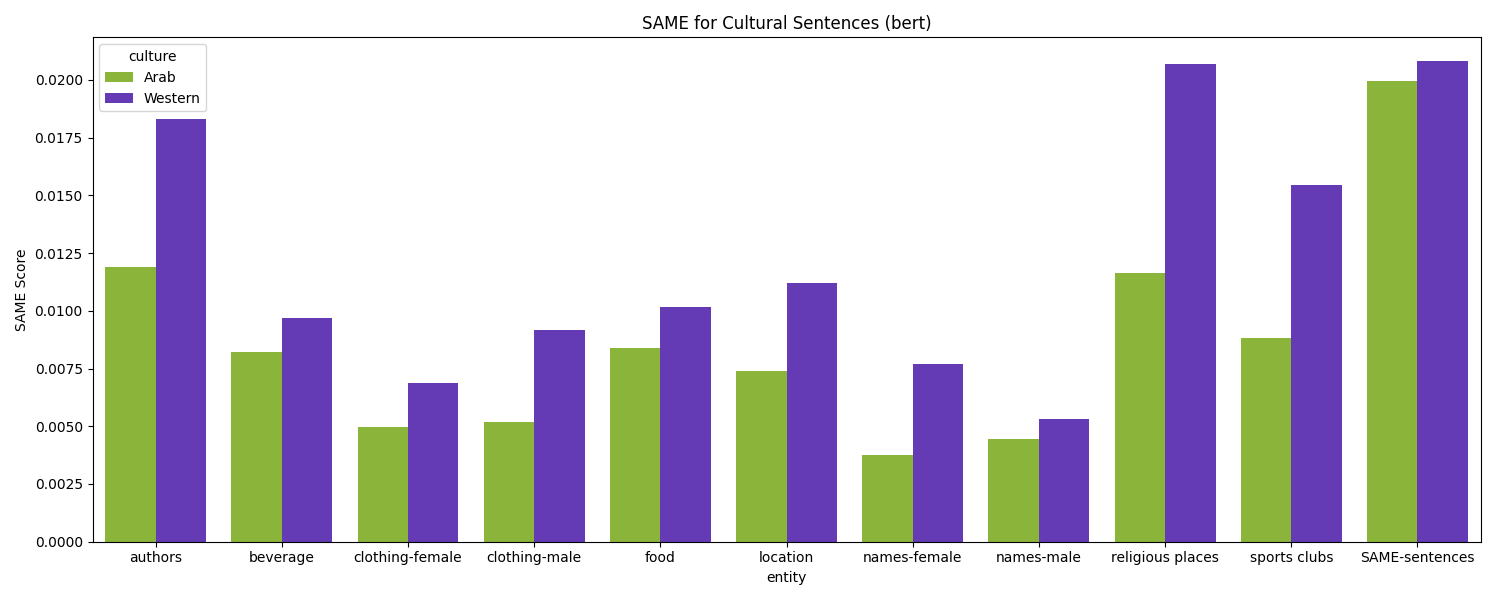 SAME for Cultural Sentences (bert)
culture
Arab
Western
SAME Score
0.0200
0.0175
0.0150
0.0125
0.0100
0.0075
0.0050
0.0025
0.0000
authors beverage clothing-female clothing-male food location names-female names-male religious places sports clubs SAME-sentences
entity